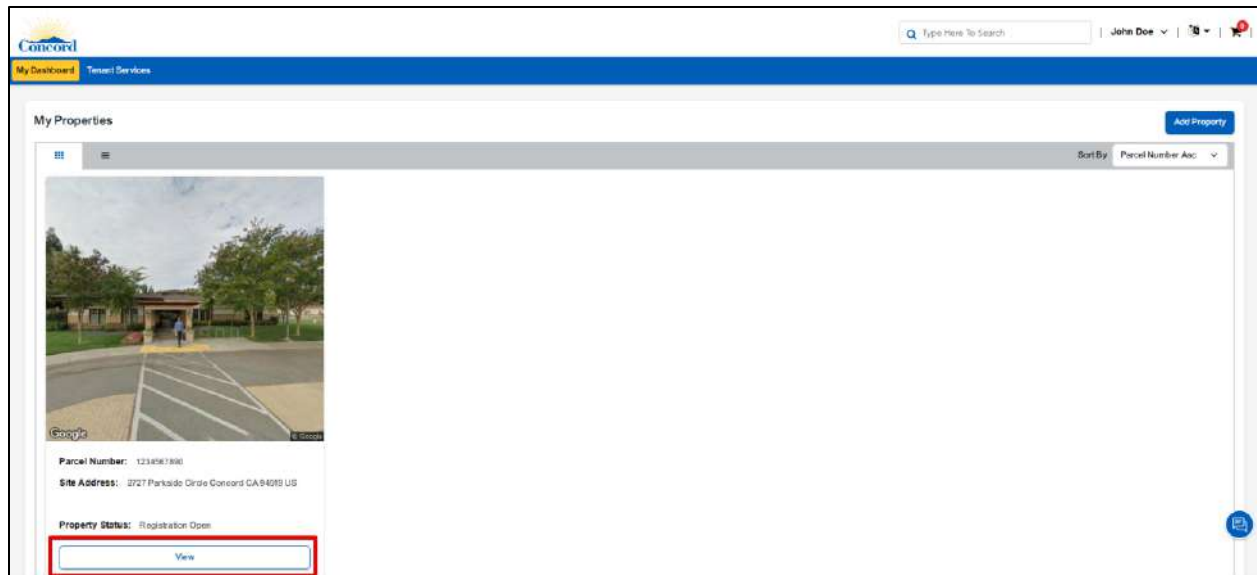 Concord
Type Here To Search
John Doe
0
My Dashboard Tenant Services
My Properties
Add Property
Sort By Parcel Number Asc
Google
© Google
Parcel Number: 1234567890
Site Address: 2727 Parkside Circle Concord CA 94519 US
Property Status: Registration Open
View